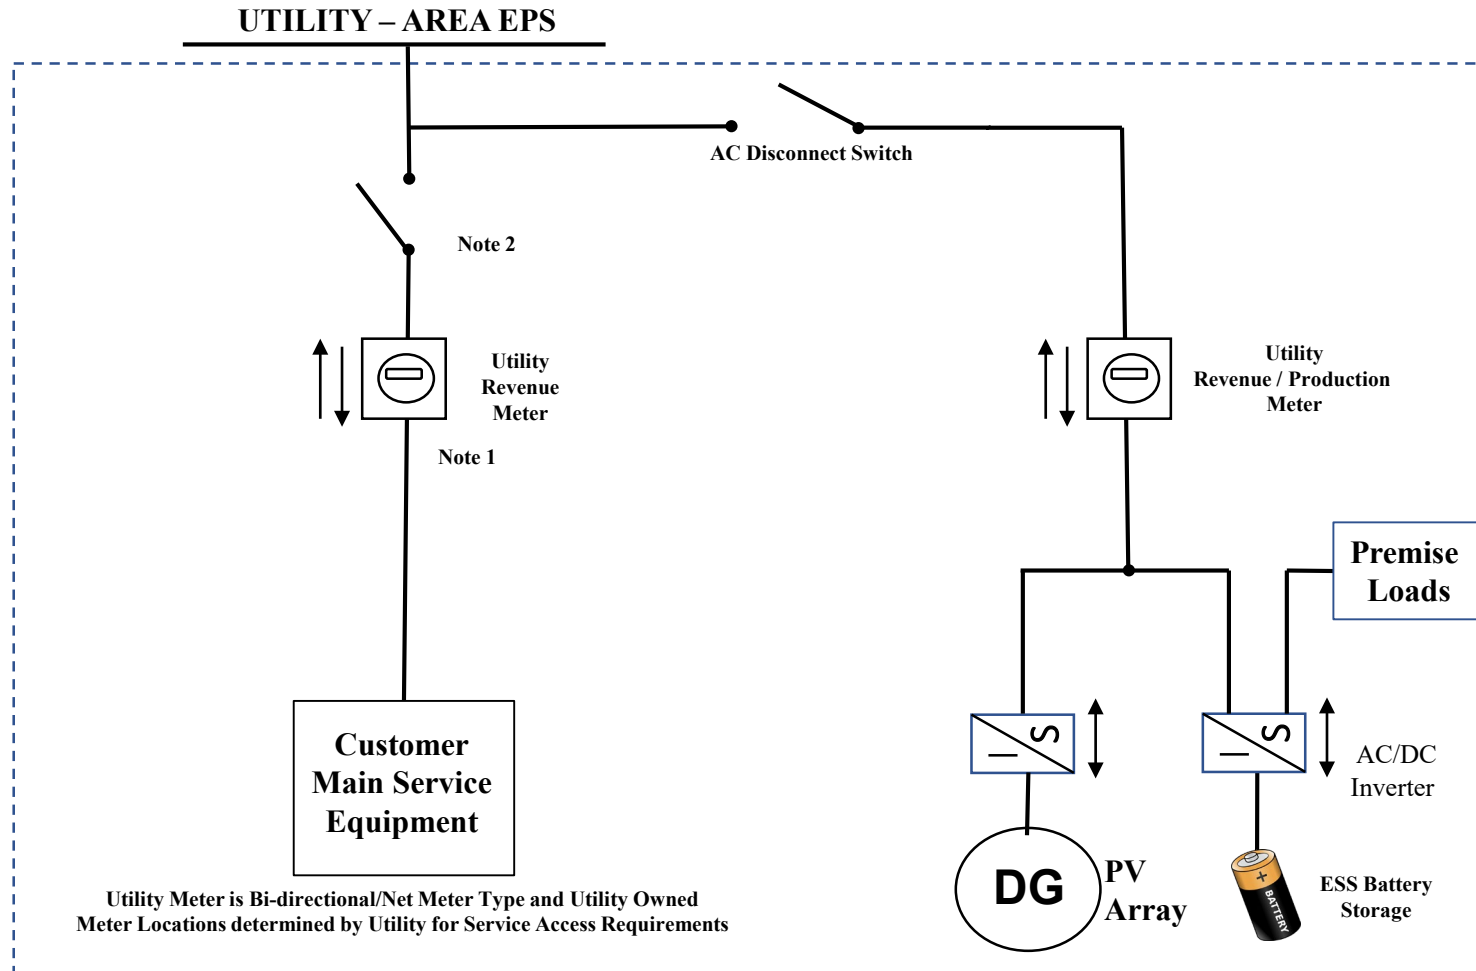 UTILITY – AREA EPS
AC Disconnect Switch
Note 2
Utility
Revenue
Meter
Utility
Revenue / Production
Meter
Note 1
Premise
Loads
Customer
Main Service
Equipment
AC/DC
Inverter
DG
PV
Array
ESS Battery
Storage
BATTERY
Utility Meter is Bi-directional/Net Meter Type and Utility Owned
Meter Locations determined by Utility for Service Access Requirements